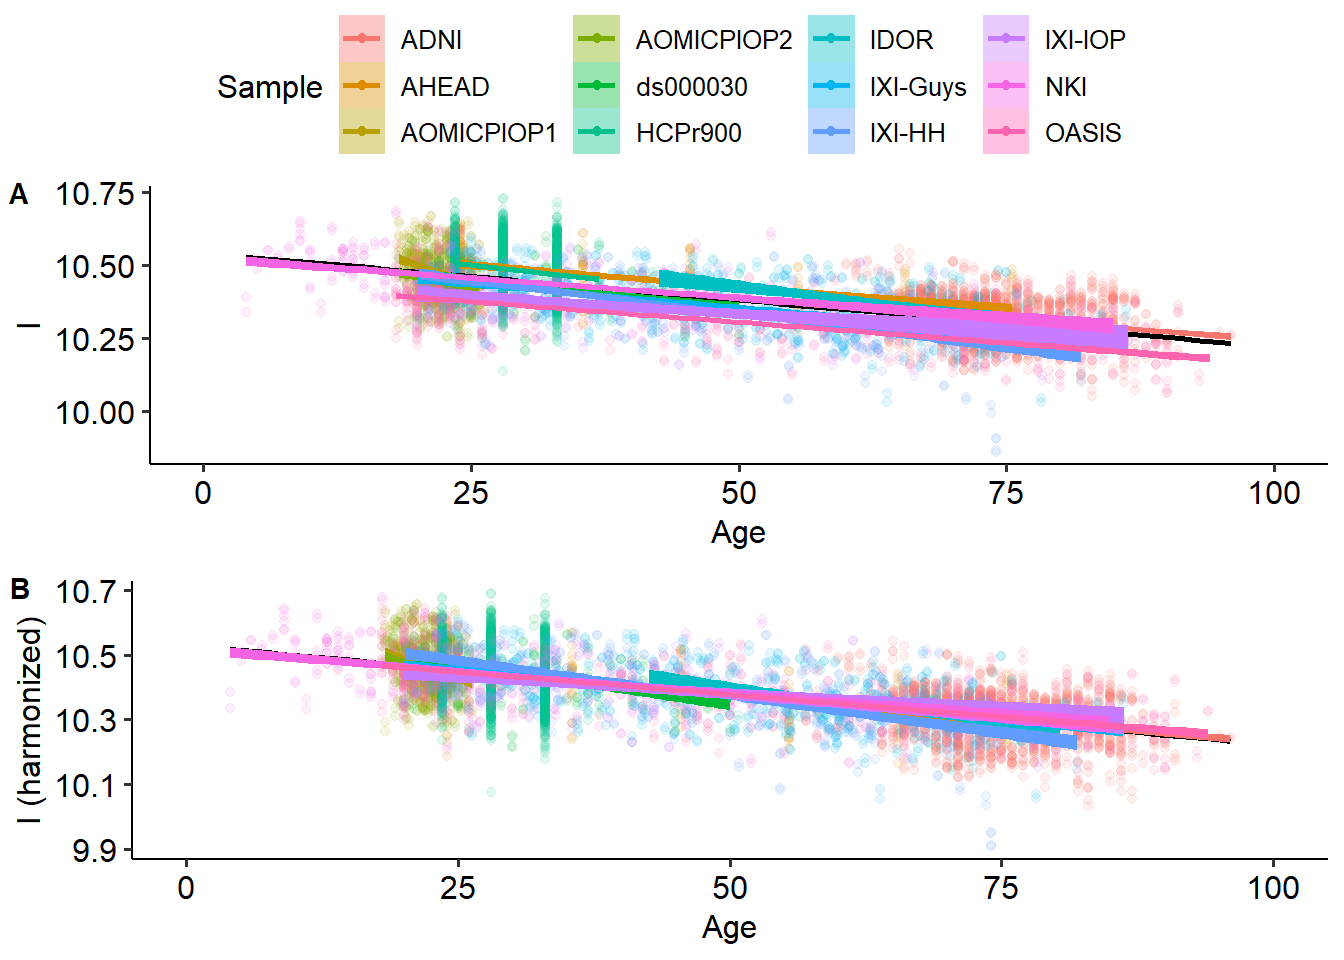 Sample
ADNI
AHEAD
AOMICPIOP1
AOMICPIOP2
ds000030
HCPr900
IDOR
IXI-Guys
IXI-HH
IXI-IOP
NKI
OASIS
A
10.75
10.50
10.25
10.00
I
0 25 50 75 100
Age
B
10.7
10.5
10.3
10.1
9.9
I (harmonized)
0 25 50 75 100
Age